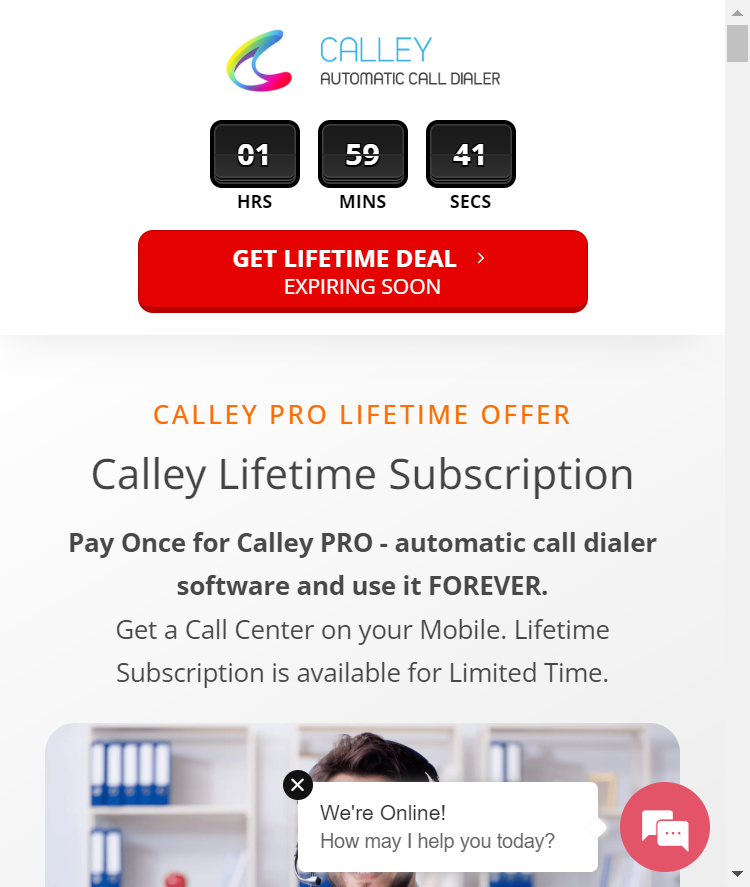 CALLEY
AUTOMATIC CALL DIALER
01 59 41
HRS MINS SECS
GET LIFETIME DEAL
EXPIRING SOON
CALLEY PRO LIFETIME OFFER
Calley Lifetime Subscription
Pay Once for Calley PRO - automatic call dialer
software and use it FOREVER.
Get a Call Center on your Mobile. Lifetime
Subscription is available for Limited Time.
We're Online!
How may I help you today?